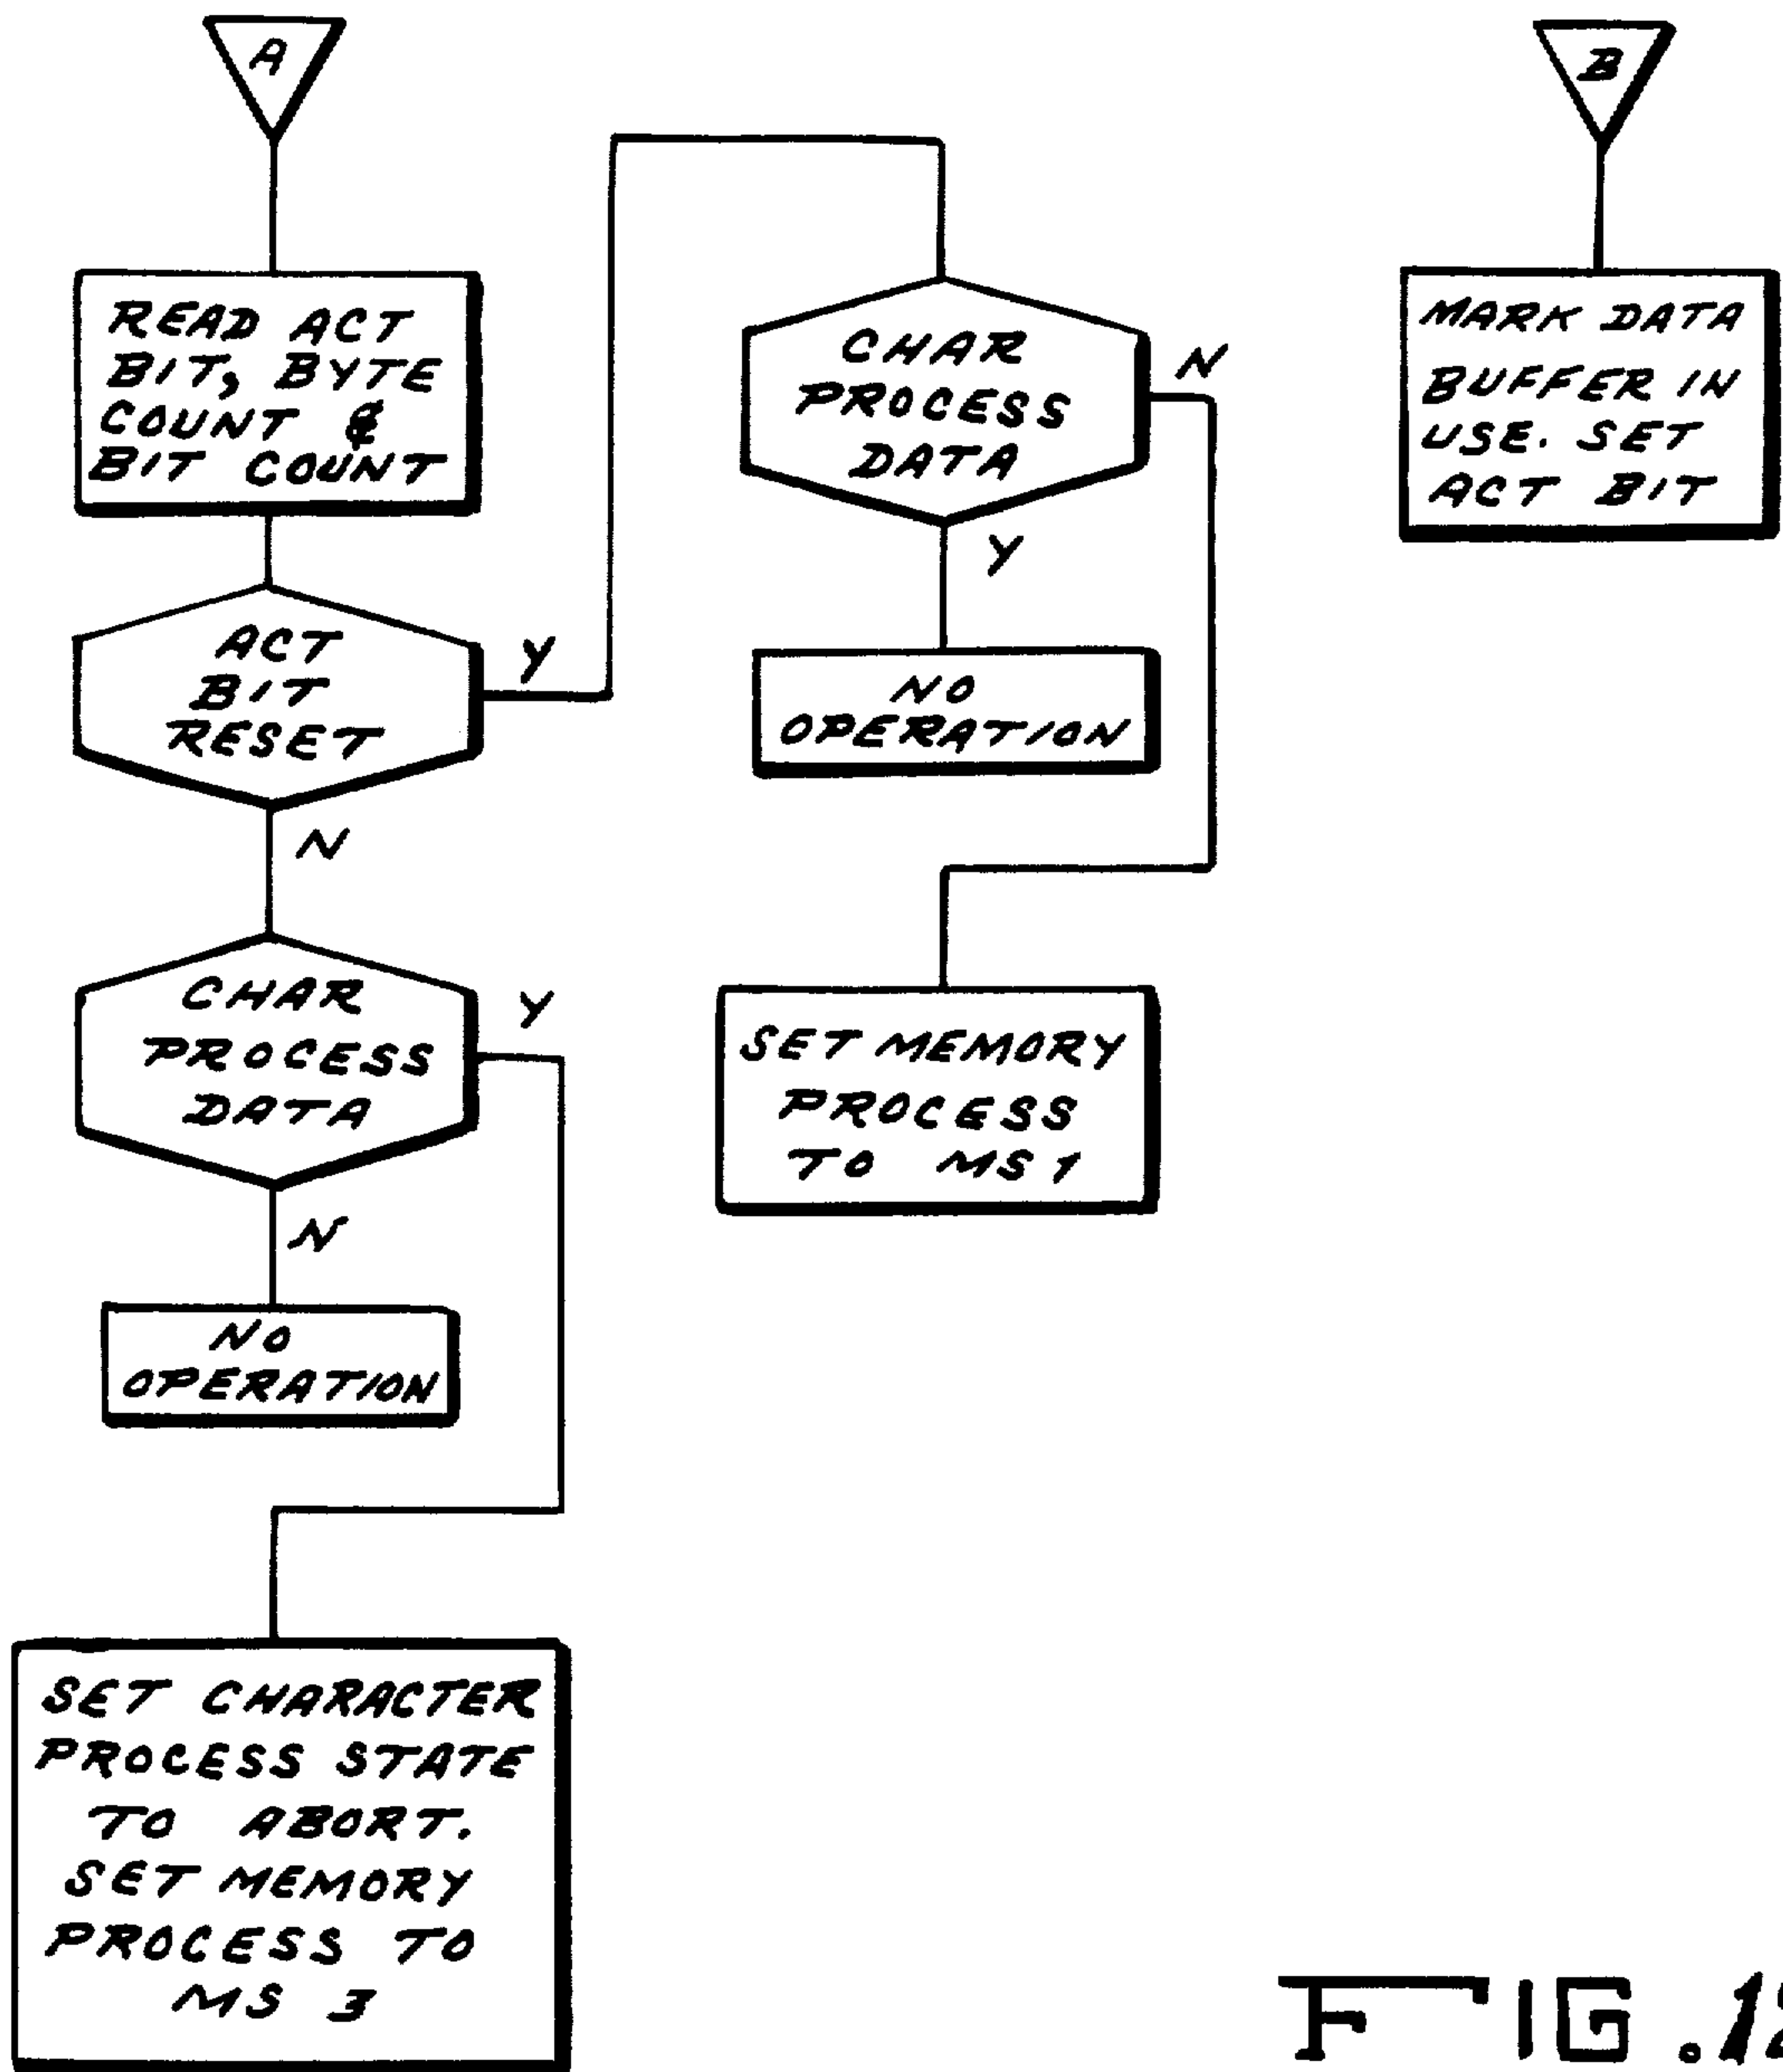 A
READ ACT
BIT, BYTE
COUNT &
BIT COUNT
ACT
BIT
RESET
Y
N
CHAR
PROCESS
DATA
Y
N
NO
OPERATION
SET CHARACTER
PROCESS STATE
TO ABORT.
SET MEMORY
PROCESS TO
MS 3
CHAR
PROCESS
DATA
N
Y
NO
OPERATION
SET MEMORY
PROCESS
TO MS 1
B
MARK DATA
BUFFER IN
USE. SET
ACT BIT
FIG.